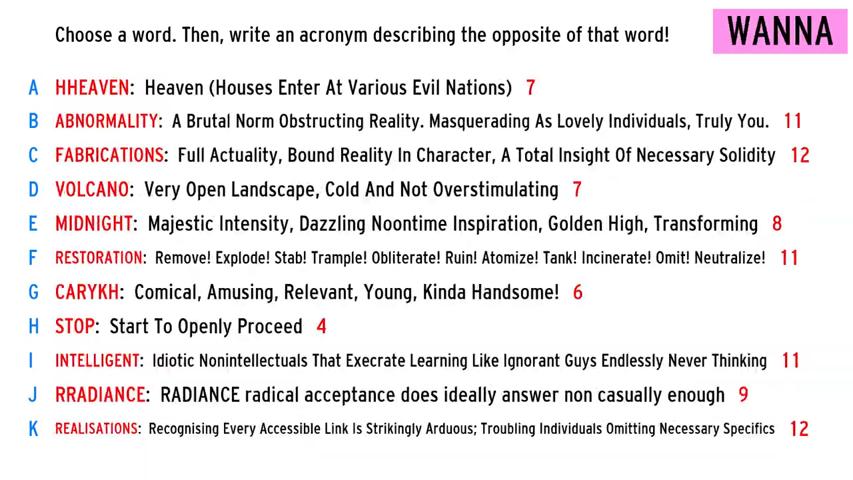 Choose a word. Then, write an acronym describing the opposite of that word!
WANNA
A HHEAVEN: Heaven (Houses Enter At Various Evil Nations) 7
B ABNORMALITY: A Brutal Norm Obstructing Reality. Masquerading As Lovely Individuals, Truly You. 11
C FABRICATIONS: Full Actuality, Bound Reality In Character, A Total Insight Of Necessary Solidity 12
D VOLCANO: Very Open Landscape, Cold And Not Overstimulating 7
E MIDNIGHT: Majestic Intensity, Dazzling Noontime Inspiration, Golden High, Transforming 8
F RESTORATION: Remove! Explode! Stab! Trample! Obliterate! Ruin! Atomize! Tank! Incinerate! Omit! Neutralize! 11
G CARYKH: Comical, Amusing, Relevant, Young, Kinda Handsome! 6
H STOP: Start To Openly Proceed 4
I INTELLIGENT: Idiotic Nonintellectuals That Execrate Learning Like Ignorant Guys Endlessly Never Thinking 11
J RRADIANCE: RADIANCE radical acceptance does ideally answer non casually enough 9
K REALISATIONS: Recognising Every Accessible Link Is Strikingly Arduous; Troubling Individuals Omitting Necessary Specifics 12